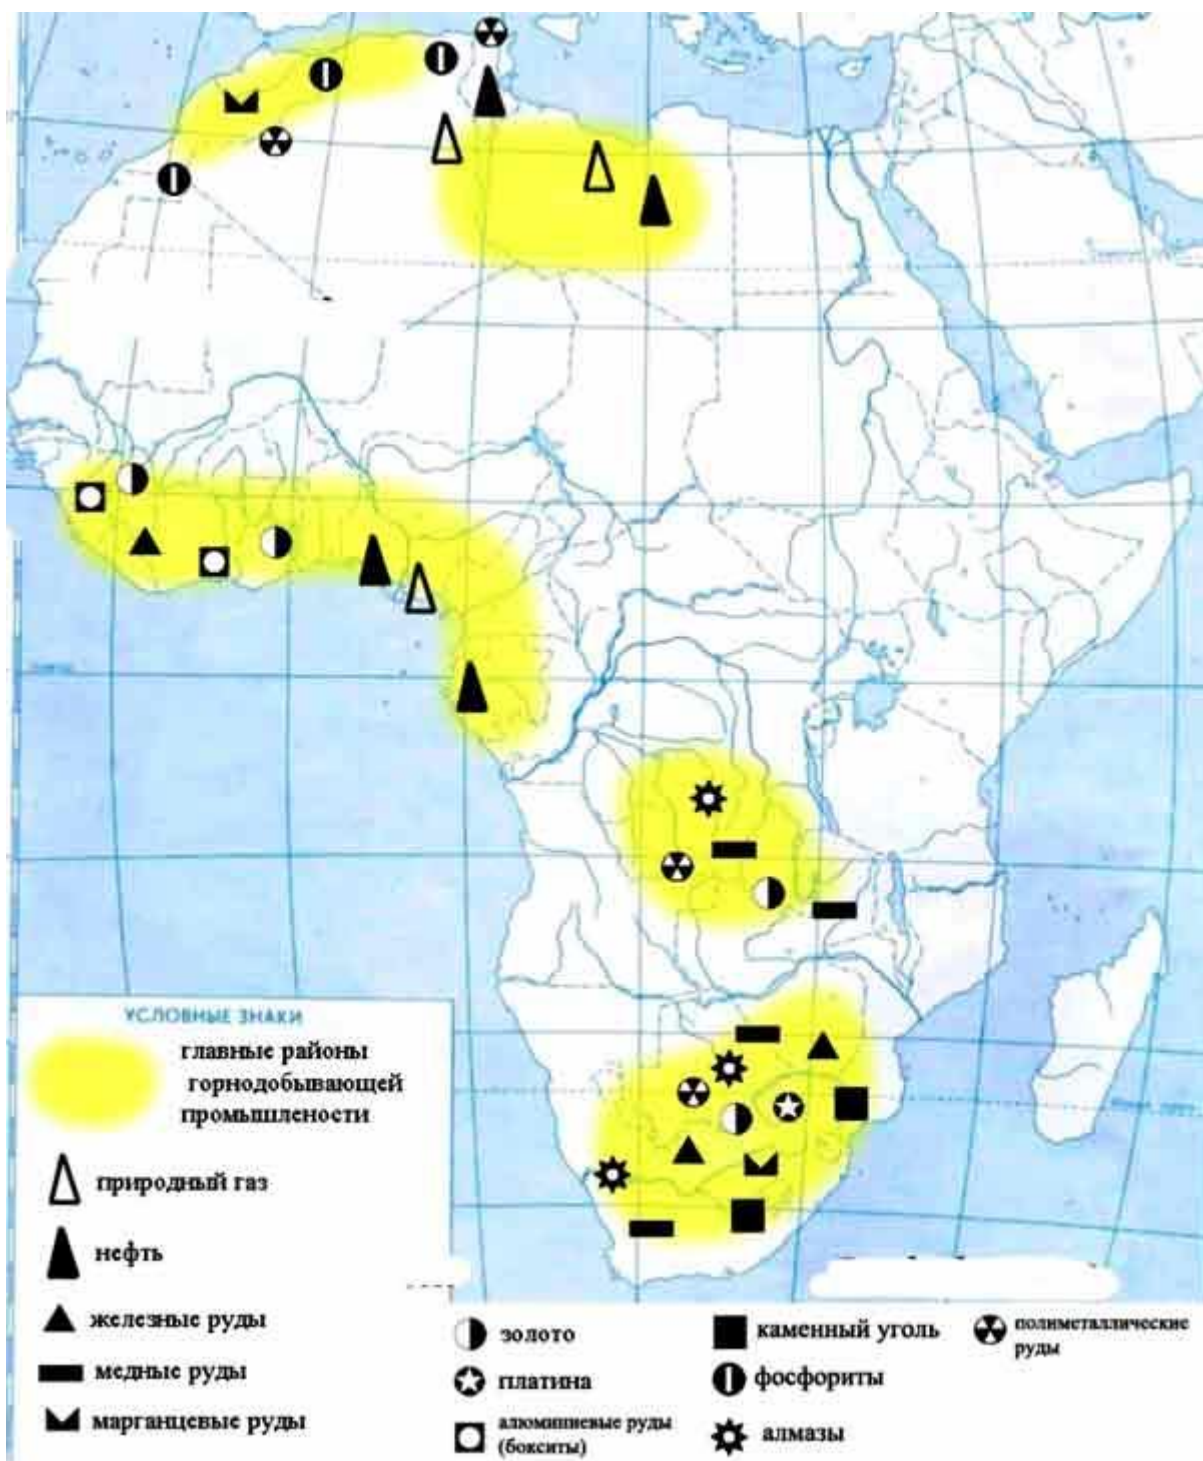 УСЛОВНЫЕ ЗНАКИ
главные районы
горнодобывающей
промышлености
природный газ
нефть
железные руды
медные руды
марганцевые руды
золото
платина
алюминиевые руды
(бокситы)
каменный уголь
фосфориты
алмазы
полиметаллические
руды